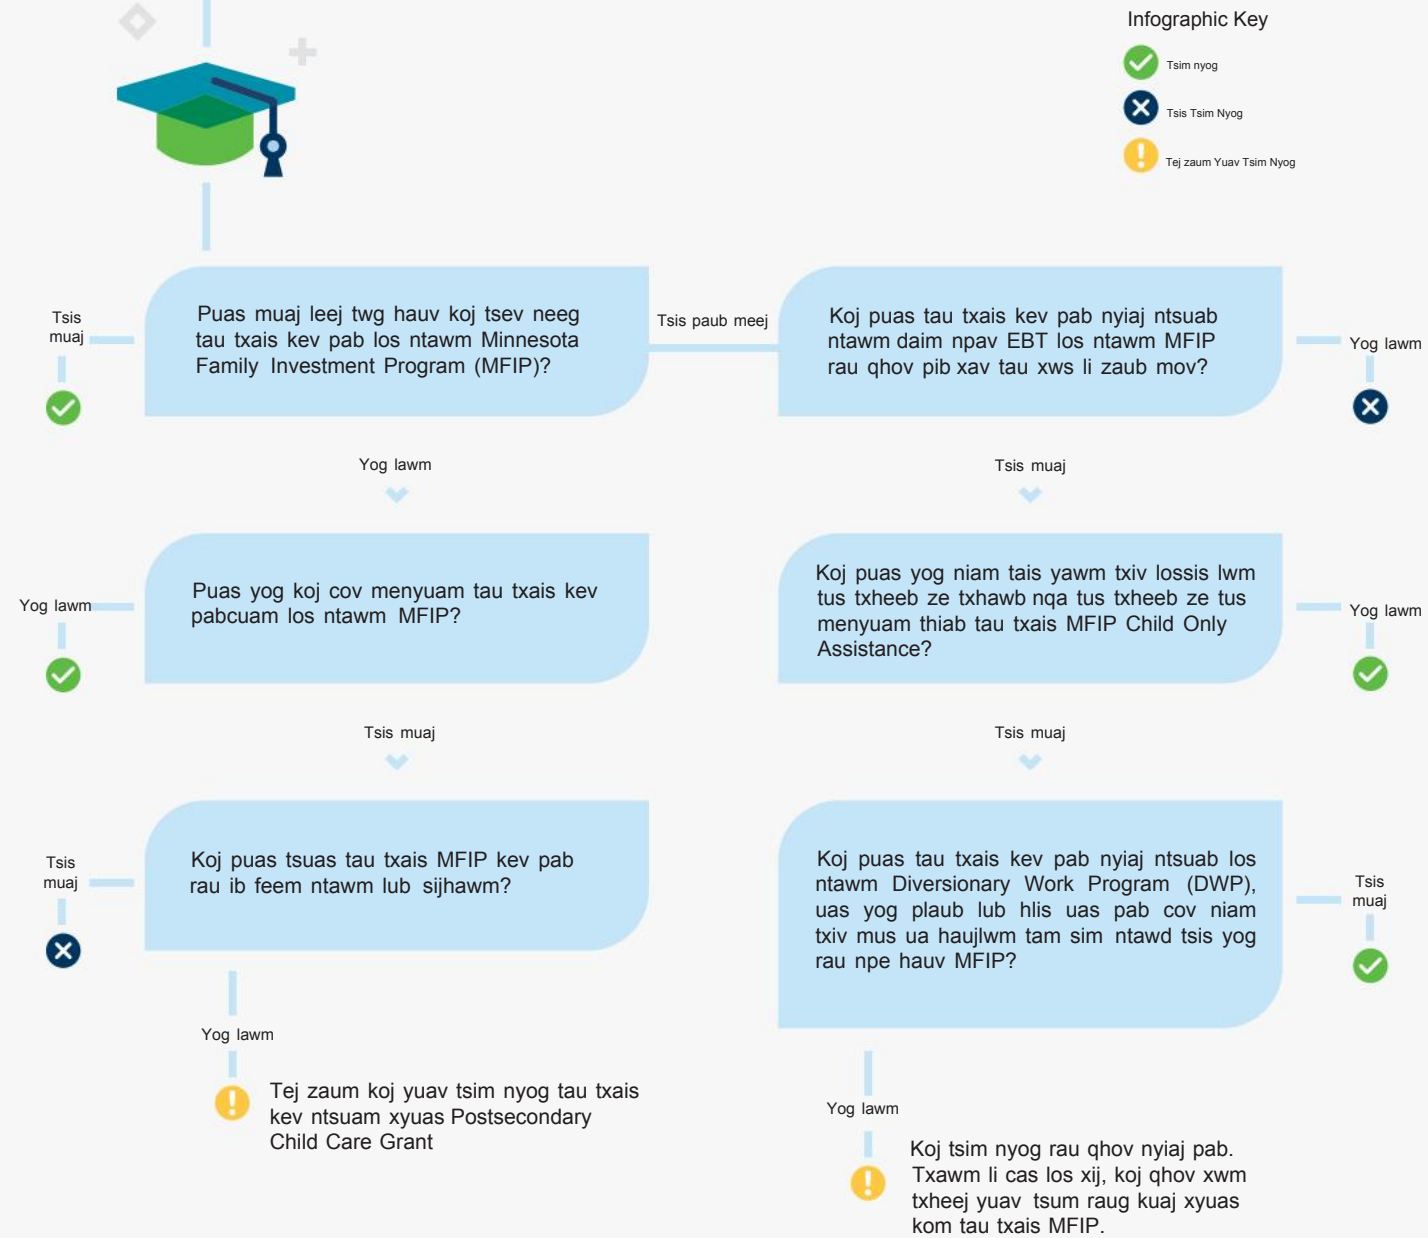 Infographic Key
Tsim nyog
Tsis Tsim Nyog
Tej zaum Yuav Tsim Nyog
Puas muaj leej twg hauv koj tsev neeg
tau txais kev pab los ntawm Minnesota
Family Investment Program (MFIP)?
Tsis
muaj
Tsis paub meej
Koj puas tau txais kev pab nyiaj ntsuab
ntawm daim npav EBT los ntawm MFIP
rau qhov pib xav tau xws li zaub mov?
Yog lawm
Yog lawm
Tsis muaj
Puas yog koj cov menyuam tau txais kev
pabcuam los ntawm MFIP?
Yog lawm
Koj puas yog niam tais yawm txiv lossis lwm
tus txheeb ze txhawb nqa tus txheeb ze tus
menyuam thiab tau txais MFIP Child Only
Assistance?
Yog lawm
Tsis muaj
Tsis muaj
Koj puas tsuas tau txais MFIP kev pab
rau ib feem ntawm lub sijhawm?
Tsis
muaj
Koj puas tau txais kev pab nyiaj ntsuab los
ntawm Diversionary Work Program (DWP),
uas yog plaub lub hlis uas pab cov niam
txiv mus ua haujlwm tam sim ntawd tsis yog
rau npe hauv MFIP?
Tsis
muaj
Yog lawm
Tej zaum koj yuav tsim nyog tau txais
kev ntsuam xyuas Postsecondary
Child Care Grant
Yog lawm
Koj tsim nyog rau qhov nyiaj pab.
Txawm li cas los xij, koj qhov xwm
txheej yuav tsum raug kuaj xyuas
kom tau txais MFIP.